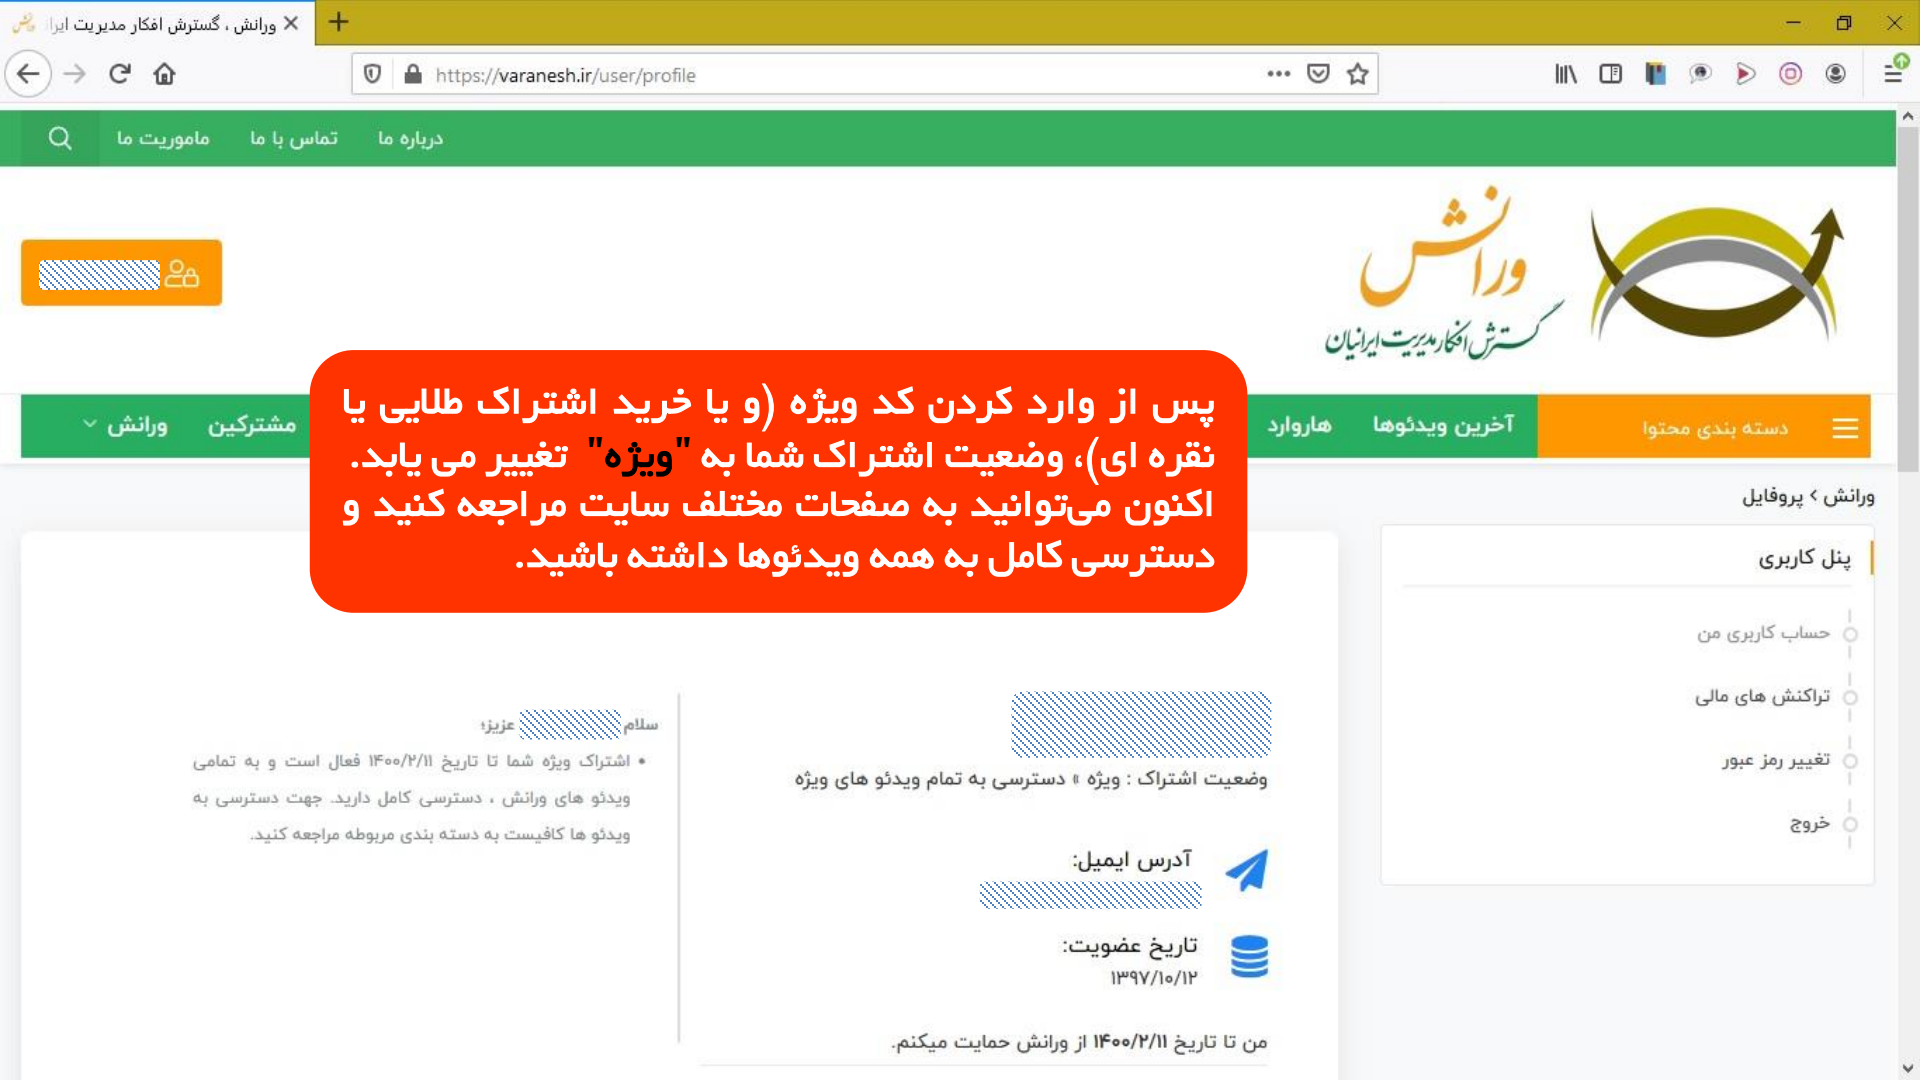 ورانش ، گسترش افکار مدیریت ایرا
https://varanesh.ir/user/profile
درباره ما
تماس با ما
ماموریت ما
ورانش
گسترش افکار مدیریت ایرانیان
دسته بندی محتوا
آخرین ویدئوها
هاروارد
مشترکین
ورانش
پس از وارد کردن کد ویژه (و یا خرید اشتراک طلایی یا
نقره ای)، وضعیت اشتراک شما به "ویژه" تغییر می یابد.
اکنون می‌توانید به صفحات مختلف سایت مراجعه کنید و
دسترسی کامل به همه ویدئوها داشته باشید.
ورانش › پروفایل
پنل کاربری
حساب کاربری من
تراکنش های مالی
تغییر رمز عبور
خروج
وضعیت اشتراک : ویژه » دسترسی به تمام ویدئو های ویژه
آدرس ایمیل:
تاریخ عضویت:
۱۳۹۷/۱۰/۱۲
من تا تاریخ ۱۴۰۰/۲/۱۱ از ورانش حمایت میکنم.
سلام عزیز؛
• اشتراک ویژه شما تا تاریخ ۱۴۰۰/۲/۱۱ فعال است و به تمامی
ویدئو های ورانش ، دسترسی کامل دارید. جهت دسترسی به
ویدئو ها کافیست به دسته بندی مربوطه مراجعه کنید.